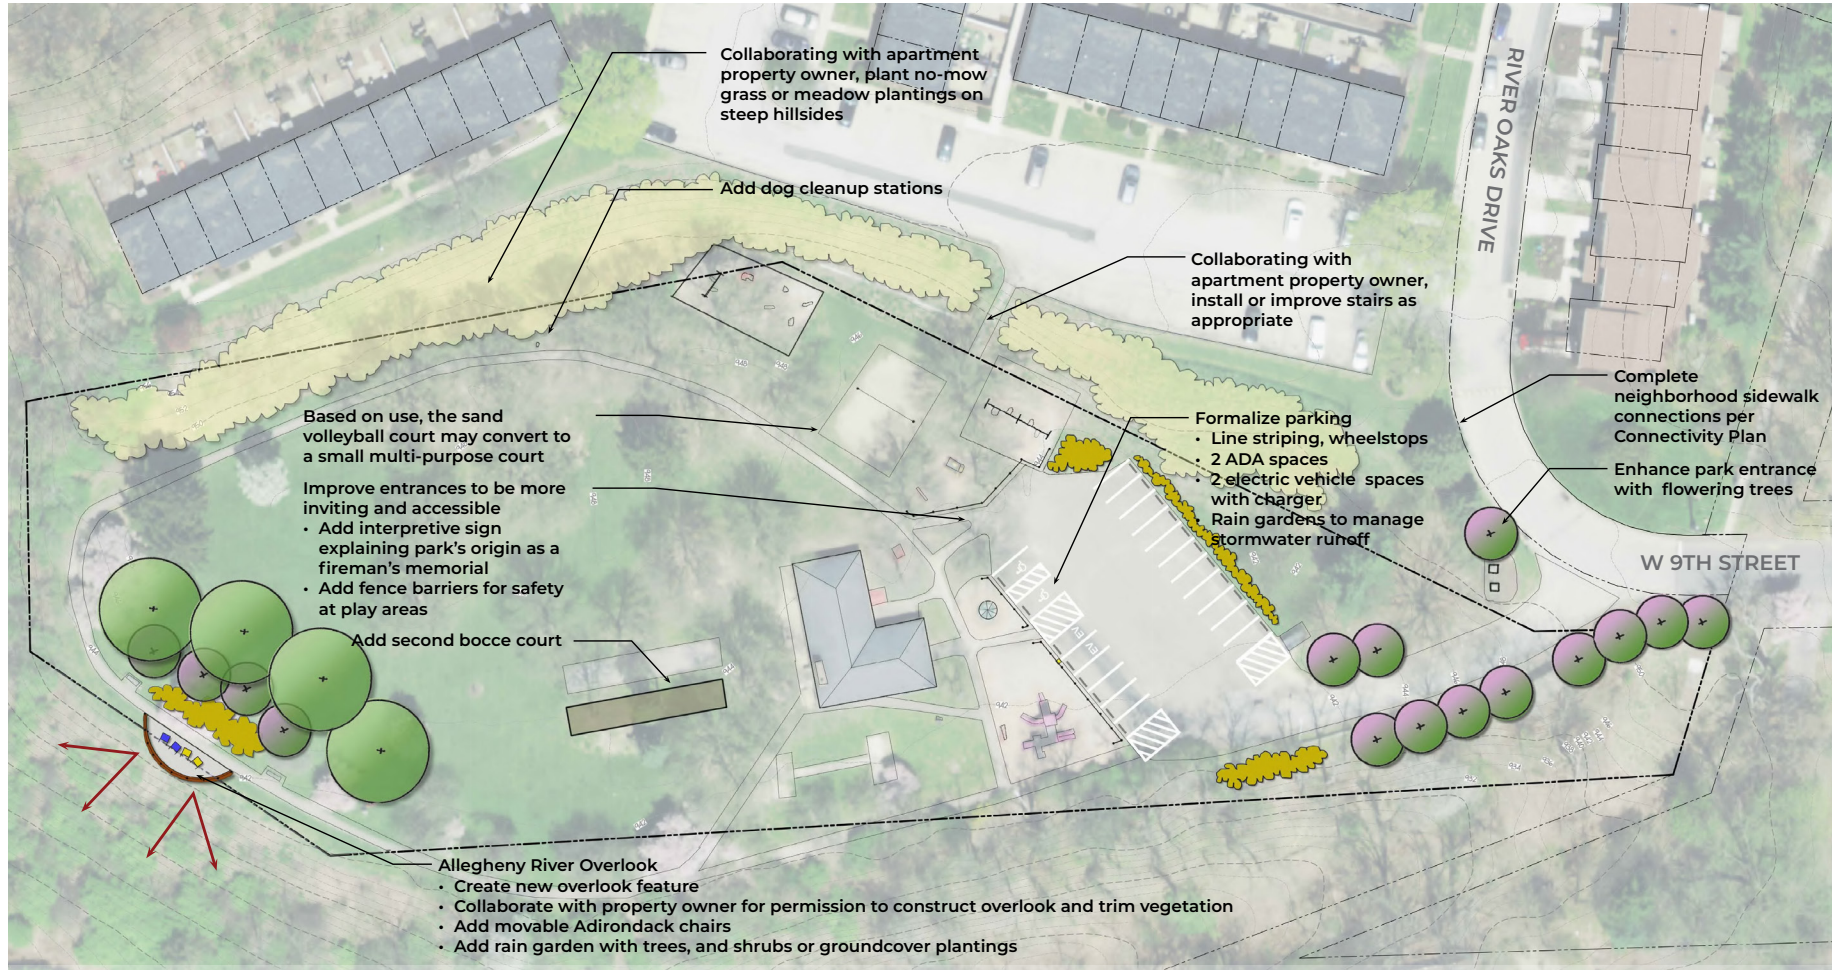 Collaborating with apartment
property owner, plant no-mow
grass or meadow plantings on
steep hillsides
Add dog cleanup stations
RIVER OAKS DRIVE
Collaborating with
apartment property owner,
install or improve stairs as
appropriate
Complete
neighborhood sidewalk
connections per
Connectivity Plan
Enhance park entrance
with flowering trees
W 9TH STREET
Based on use, the sand
volleyball court may convert to
a small multi-purpose court
Improve entrances to be more
inviting and accessible
• Add interpretive sign
explaining park's origin as a
fireman's memorial
• Add fence barriers for safety
at play areas
Add second bocce court
Formalize parking
• Line striping, wheelstops
• 2 ADA spaces
• 2 electric vehicle spaces
with charger
• Rain gardens to manage
stormwater runoff
EV
EV
Allegheny River Overlook
• Create new overlook feature
• Collaborate with property owner for permission to construct overlook and trim vegetation
• Add movable Adirondack chairs
• Add rain garden with trees, and shrubs or groundcover plantings